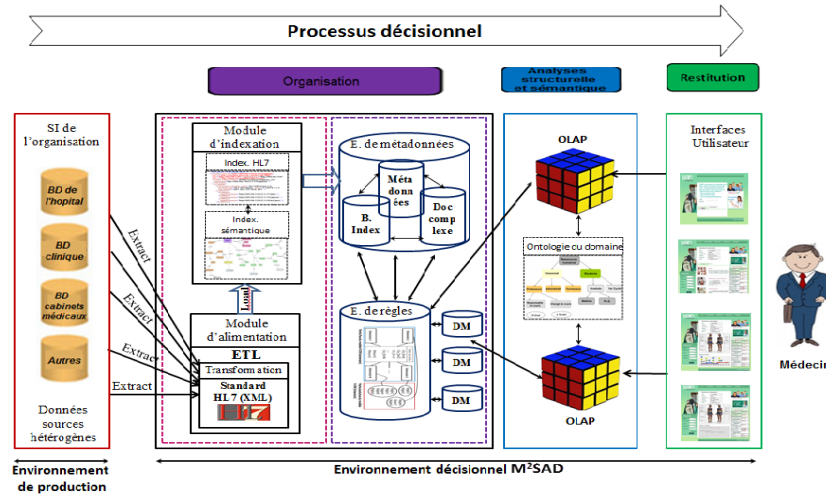 Processus décisionnel
Organisation
Analyses
structurelle
et sémantique
Restitution
SI de
l'organisation
BD de
l'hopital
BD
clinique
BD
cabinets
médicaux
Autres
Données
sources
hétérogènes
Extract
Extract
Extract
Extract
Module
d'indexation
Index. HL7
Index.
sémantique
Load
Module
d'alimentation
ETL
Transformation
Standard
HL7 (XML)
E. de métadonnées
Méta
données
B.
Index
Doc
comp
lexe
E. de règles
DM
DM
DM
OLAP
Ontologie cu domaine
OLAP
Interfaces
Utilisateur
Médecin
Environnement
de production
Environnement décisionnel M²SAD